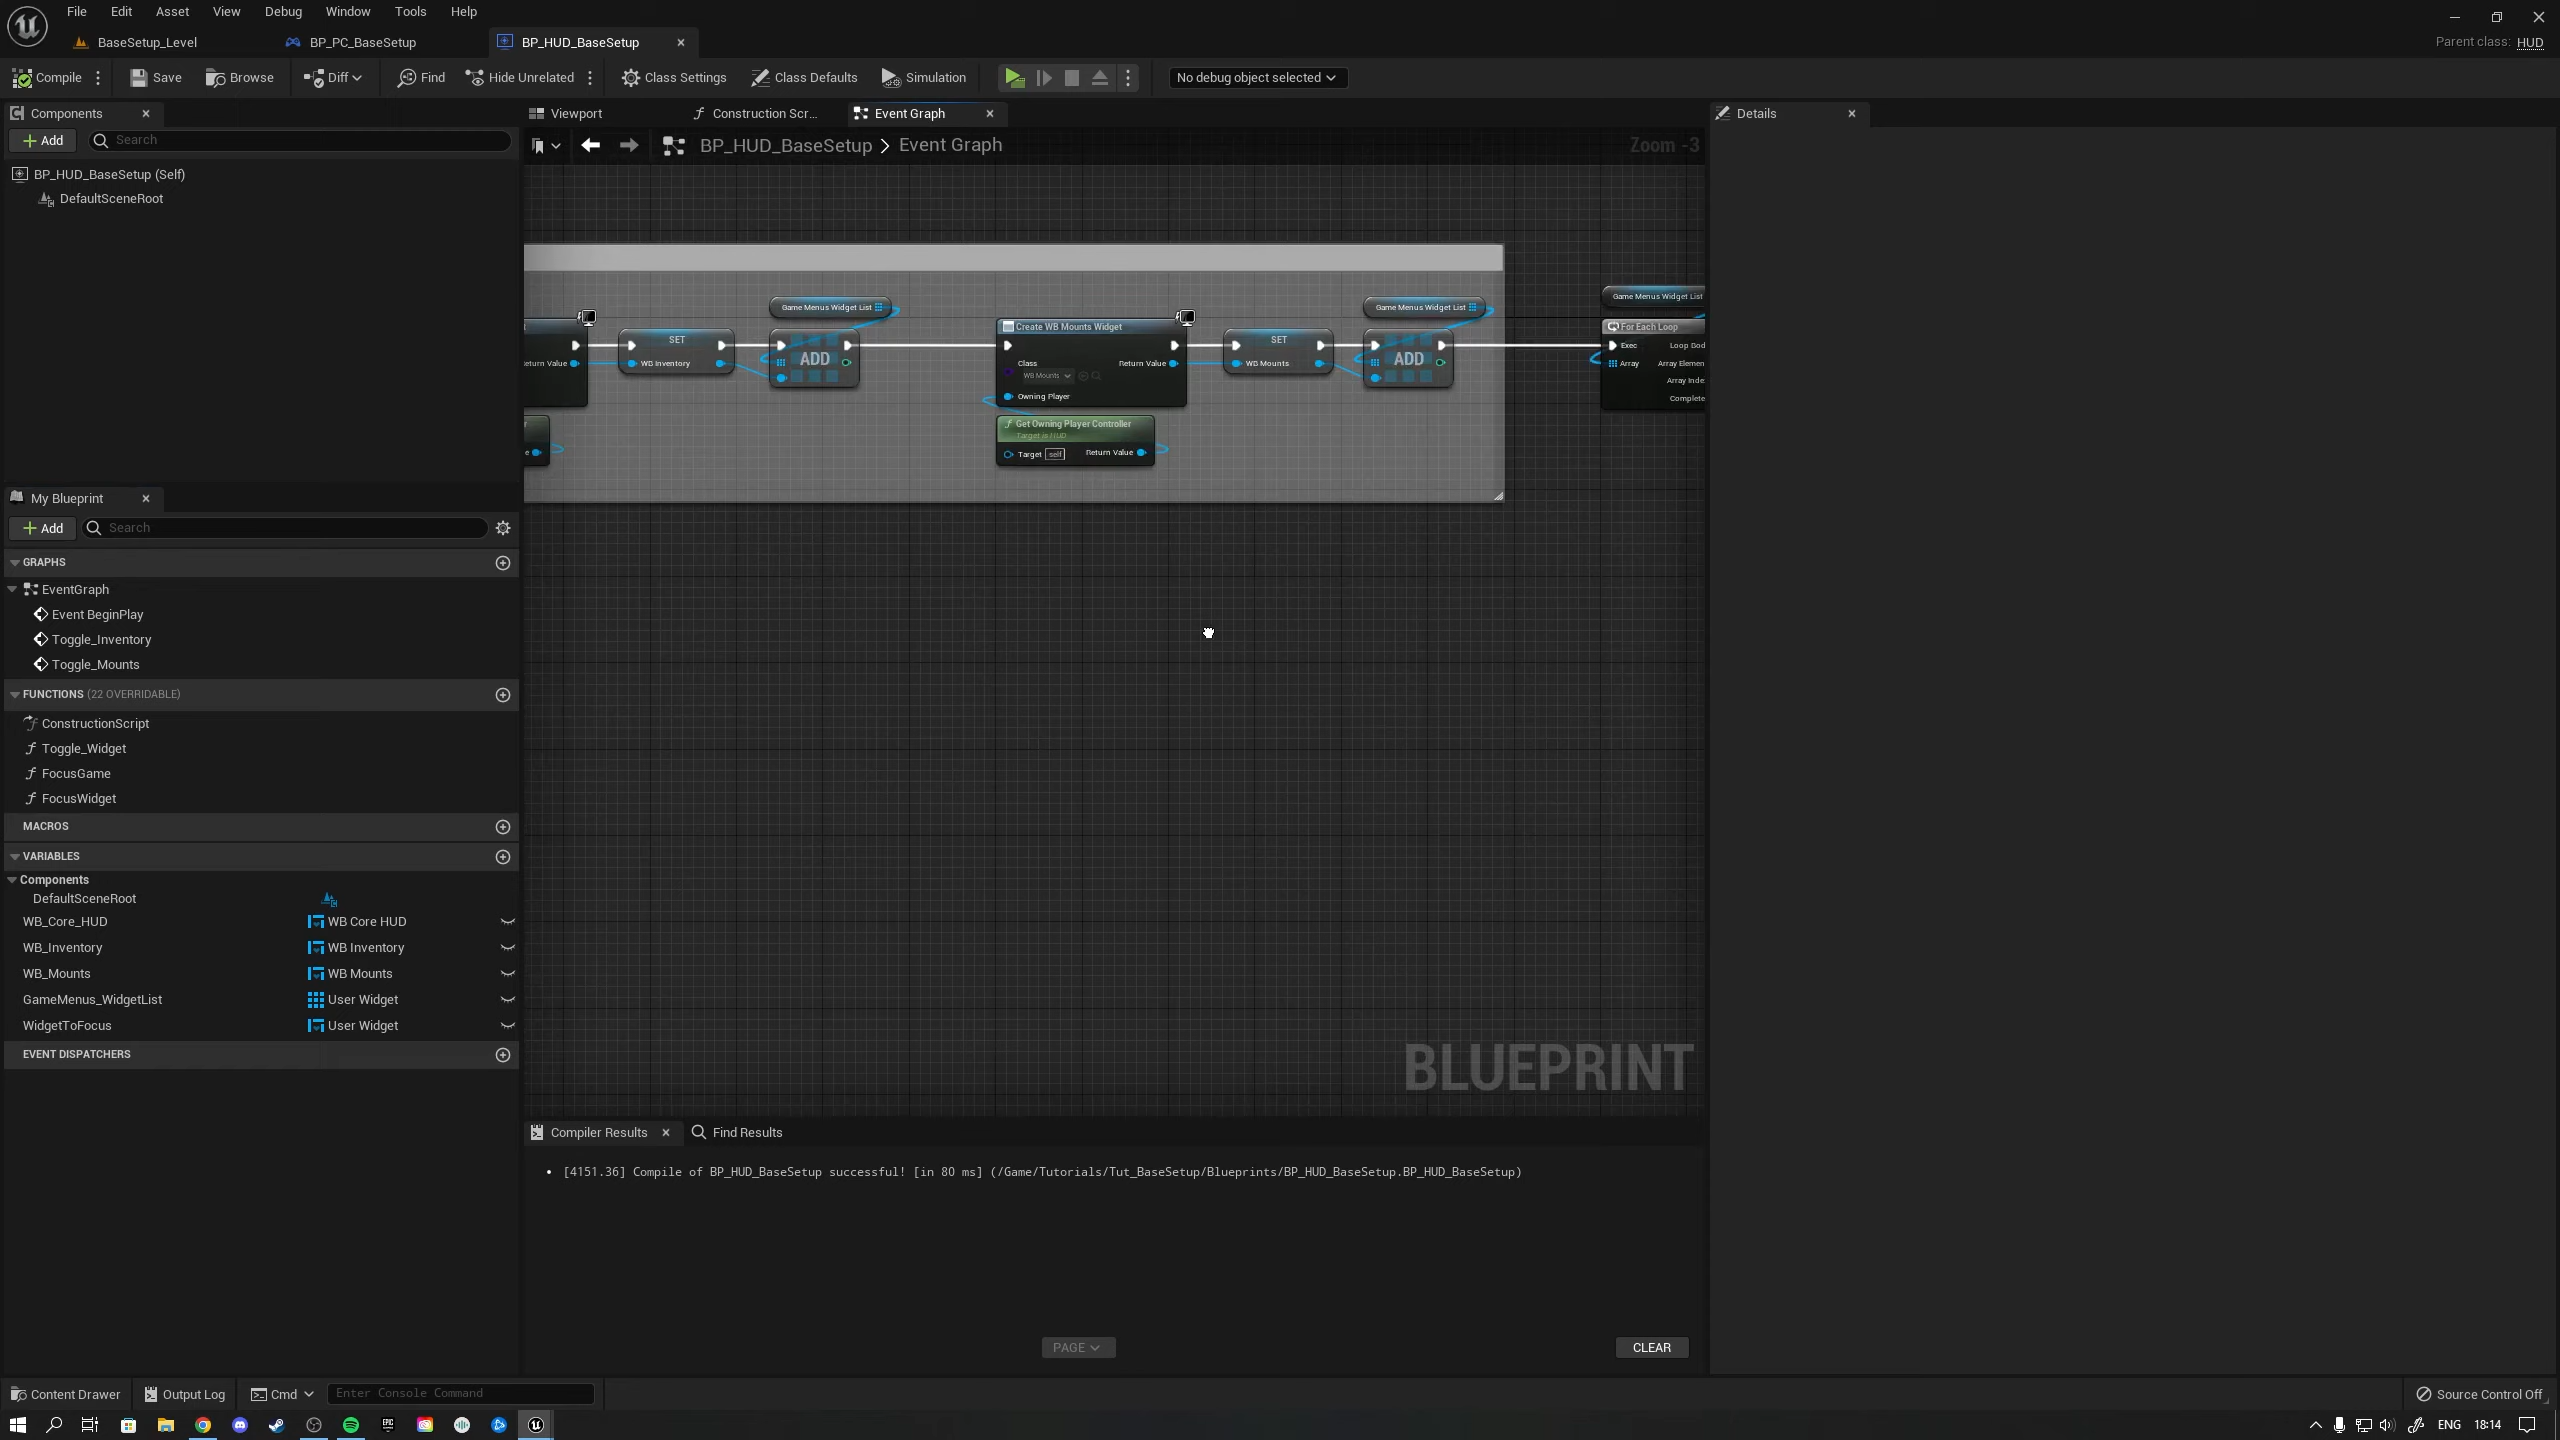 File Edit Asset View Debug Window Tools Help
BaseSetup_Level BP_PC_BaseSetup BP_HUD_BaseSetup
Parent class: HUD
Compile Save Browse Diff Find Hide Unrelated Class Settings Class Defaults Simulation No debug object selected
Components
Add Search
BP_HUD_BaseSetup (Self)
DefaultSceneRoot
Viewport Construction Scr... Event Graph
BP_HUD_BaseSetup > Event Graph
Zoom -3
Details
Game Menus Widget List
Game Menus Widget List
Game Menus Widget List
SET
WB Inventory
ADD
Create WB Mounts Widget
Class
WB Mounts
Return Value
Owning Player
Get Owning Player Controller
Target is HUD
Target self Return Value
SET
WB Mounts
ADD
For Each Loop
Exec Loop Bod
Array Array Elemen
Array Inde
Complete
BLUEPRINT
My Blueprint
Add Search
GRAPHS
EventGraph
Event BeginPlay
Toggle_Inventory
Toggle_Mounts
FUNCTIONS (22 OVERRIDABLE)
ConstructionScript
Toggle_Widget
FocusGame
FocusWidget
MACROS
VARIABLES
Components
DefaultSceneRoot
WB_Core_HUD WB Core HUD
WB_Inventory WB Inventory
WB_Mounts WB Mounts
GameMenus_WidgetList User Widget
WidgetToFocus User Widget
EVENT DISPATCHERS
Compiler Results Find Results
• [4151.36] Compile of BP_HUD_BaseSetup successful! [in 80 ms] (/Game/Tutorials/Tut_BaseSetup/Blueprints/BP_HUD_BaseSetup.BP_HUD_BaseSetup)
PAGE CLEAR
Content Drawer Output Log Cmd Enter Console Command Source Control Off
ENG 18:14